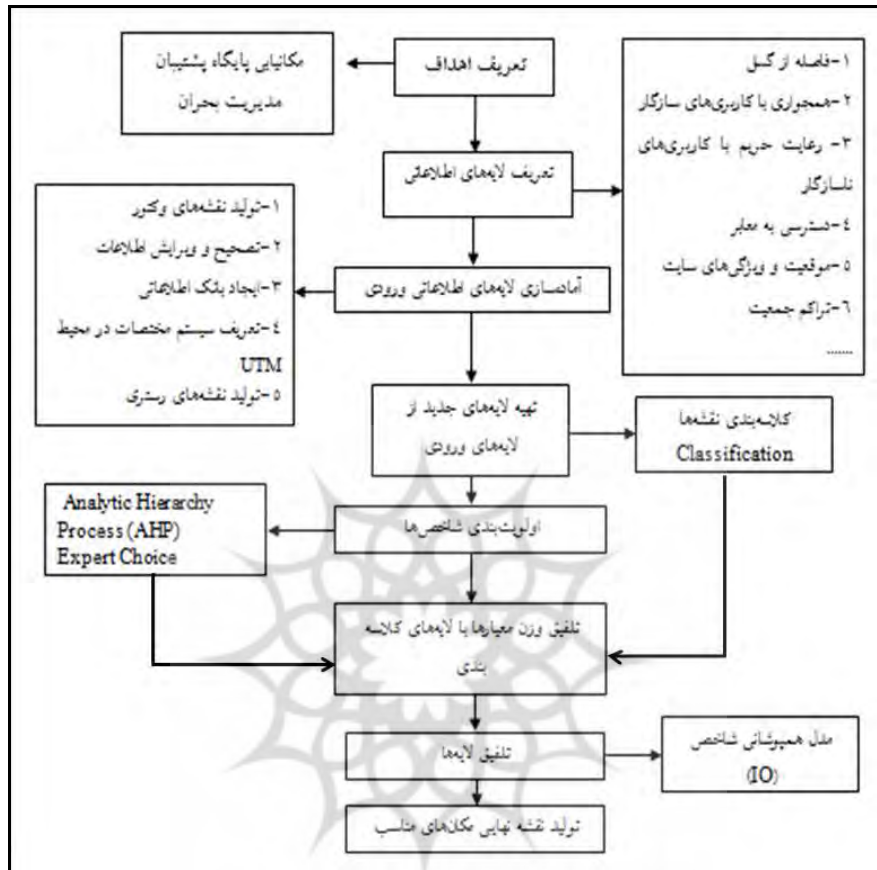 تعریف اهداف
مکانیابی پایگاه پشتیبان
مدیریت بحران
۱-فاصله از گسل
۲-همجواری با کاربری‌های سازگار
۳- رعایت حریم با کاربری‌های
ناسازگار
٤-دسترسی به معابر
٥-موقعیت و ویژگی‌های سایت
٦-تراکم جمعیت
.......
تعریف لایه‌های اطلاعاتی
آماده‌سازی لایه‌های اطلاعاتی ورودی
۱-تولید نقشه‌های وکتور
۲-تصحیح و ویرایش اطلاعات
۳-ایجاد بانک اطلاعاتی
٤-تعریف سیستم مختصات در محیط
UTM
٥-تولید نقشه‌های رستری
تهیه لایه‌های جدید از
لایه‌های ورودی
کلاسه‌بندی نقشه‌ها
Classification
اولویت‌بندی شاخص‌ها
Analytic Hierarchy
Process (AHP)
Expert Choice
تلفیق وزن معیارها با لایه‌های کلاسه
بندی
تلفیق لایه‌ها
مدل همپوشانی شاخص
(IO)
تولید نقشه نهایی مکان‌های مناسب